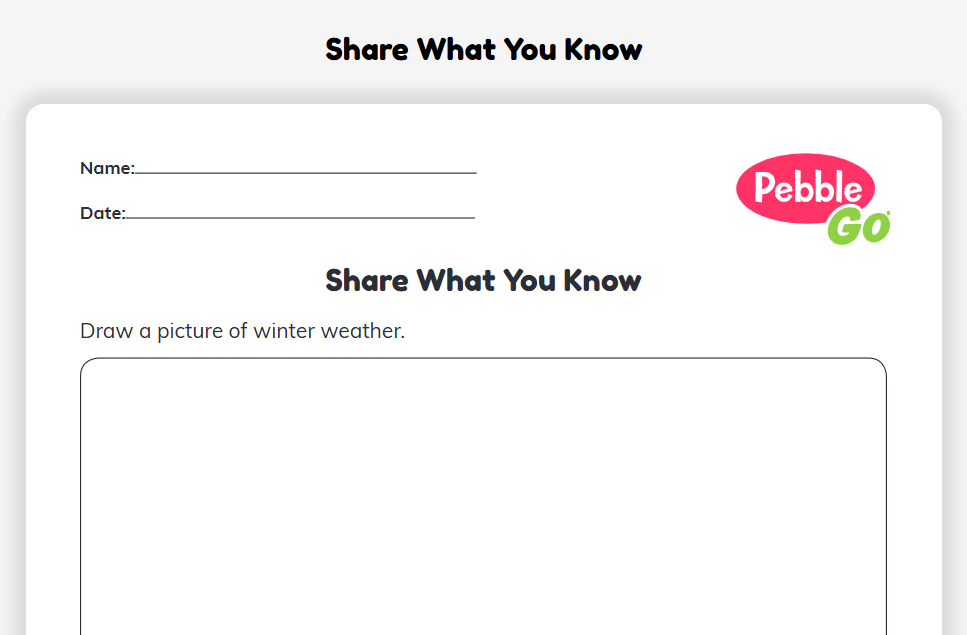 Share What You Know
Name:
Date:
Pebble
Go
Share What You Know
Draw a picture of winter weather.